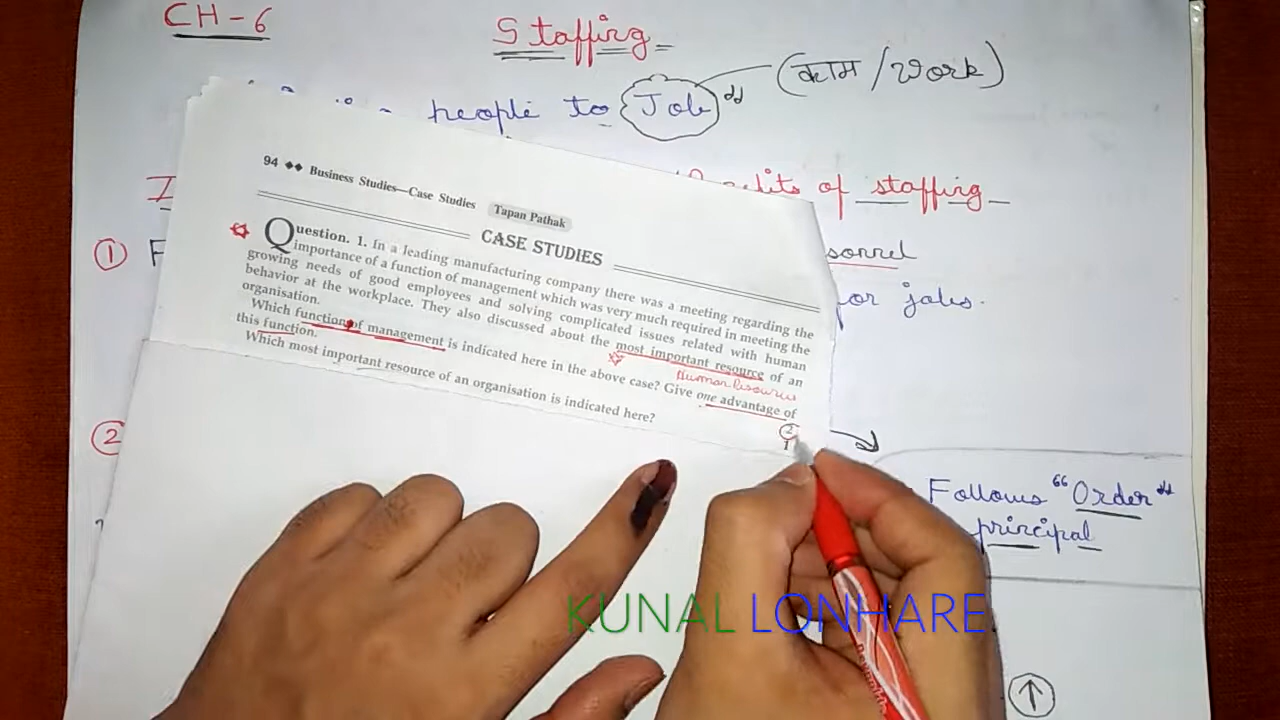 CH-6
Staffing
(काम / work)
people to Job"
Benefits of staffing
① F
94 ◆◆ Business Studies—Case Studies Tapan Pathak
CASE STUDIES
Question. 1. In a leading manufacturing company there was a meeting regarding the
importance of a function of management which was very much required in meeting the
growing needs of good employees and solving complicated issues related with human
behavior at the workplace. They also discussed about the most important resource of an
organisation.
Human Resource
Which function of management is indicated here in the above case? Give one advantage of
this function. 2
Which most important resource of an organisation is indicated here? 1
for jobs.
②
Follows "Order"
principal
KUNAL LONHARE